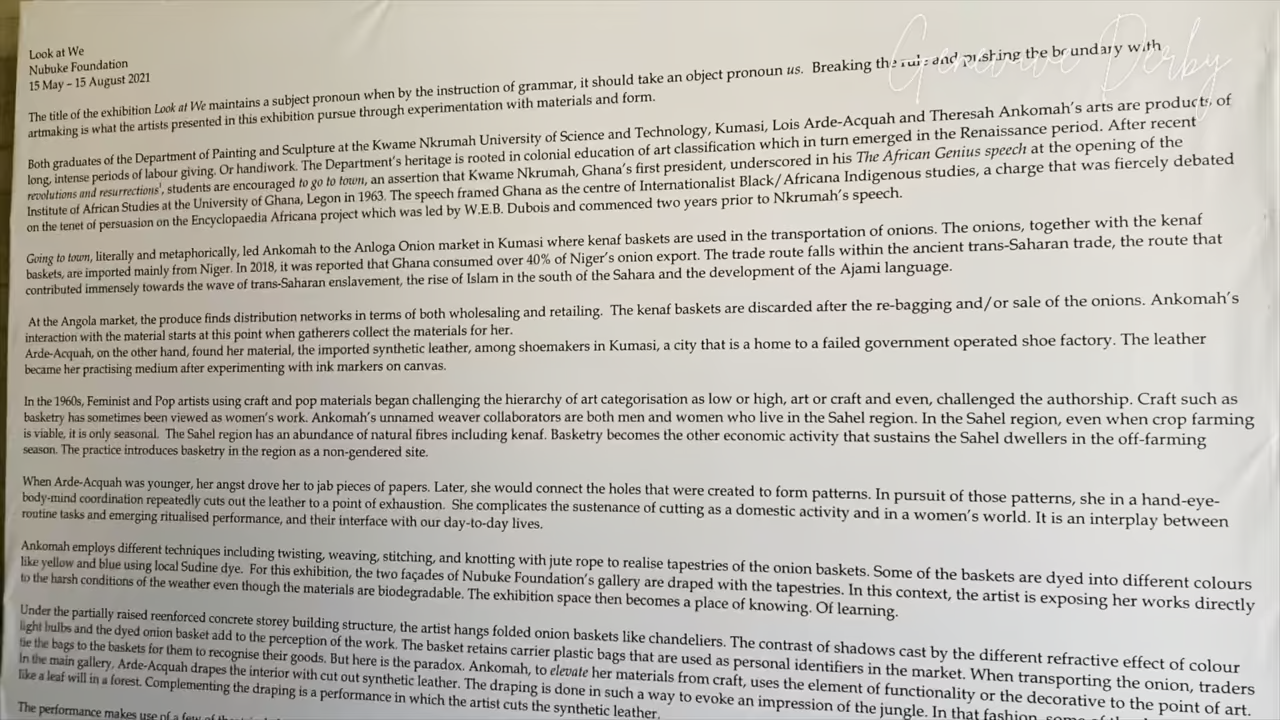 Genevive Derby
Look at We
Nubuke Foundation
15 May – 15 August 2021
The title of the exhibition Look at We maintains a subject pronoun when by the instruction of grammar, it should take an object pronoun us. Breaking the rule and pushing the boundary with
artmaking is what the artists presented in this exhibition pursue through experimentation with materials and form.
Both graduates of the Department of Painting and Sculpture at the Kwame Nkrumah University of Science and Technology, Kumasi, Lois Arde-Acquah and Theresah Ankomah's arts are products of
long, intense periods of labour giving. Or handiwork. The Department's heritage is rooted in colonial education of art classification which in turn emerged in the Renaissance period. After recent
revolutions and resurrections¹, students are encouraged to go to town, an assertion that Kwame Nkrumah, Ghana's first president, underscored in his The African Genius speech at the opening of the
Institute of African Studies at the University of Ghana, Legon in 1963. The speech framed Ghana as the centre of Internationalist Black/Africana Indigenous studies, a charge that was fiercely debated
on the tenet of persuasion on the Encyclopaedia Africana project which was led by W.E.B. Dubois and commenced two years prior to Nkrumah's speech.
Going to town, literally and metaphorically, led Ankomah to the Anloga Onion market in Kumasi where kenaf baskets are used in the transportation of onions. The onions, together with the kenaf
baskets, are imported mainly from Niger. In 2018, it was reported that Ghana consumed over 40% of Niger's onion export. The trade route falls within the ancient trans-Saharan trade, the route that
contributed immensely towards the wave of trans-Saharan enslavement, the rise of Islam in the south of the Sahara and the development of the Ajami language.
At the Angola market, the produce finds distribution networks in terms of both wholesaling and retailing. The kenaf baskets are discarded after the re-bagging and/or sale of the onions. Ankomah's
interaction with the material starts at this point when gatherers collect the materials for her.
Arde-Acquah, on the other hand, found her material, the imported synthetic leather, among shoemakers in Kumasi, a city that is a home to a failed government operated shoe factory. The leather
became her practising medium after experimenting with ink markers on canvas.
In the 1960s, Feminist and Pop artists using craft and pop materials began challenging the hierarchy of art categorisation as low or high, art or craft and even, challenged the authorship. Craft such as
basketry has sometimes been viewed as women's work. Ankomah's unnamed weaver collaborators are both men and women who live in the Sahel region. In the Sahel region, even when crop farming
is viable, it is only seasonal. The Sahel region has an abundance of natural fibres including kenaf. Basketry becomes the other economic activity that sustains the Sahel dwellers in the off-farming
season. The practice introduces basketry in the region as a non-gendered site.
When Arde-Acquah was younger, her angst drove her to jab pieces of papers. Later, she would connect the holes that were created to form patterns. In pursuit of those patterns, she in a hand-eye-
body-mind coordination repeatedly cuts out the leather to a point of exhaustion. She complicates the sustenance of cutting as a domestic activity and in a women's world. It is an interplay between
routine tasks and emerging ritualised performance, and their interface with our day-to-day lives.
Ankomah employs different techniques including twisting, weaving, stitching, and knotting with jute rope to realise tapestries of the onion baskets. Some of the baskets are dyed into different colours
like yellow and blue using local Sudine dye. For this exhibition, the two façades of Nubuke Foundation's gallery are draped with the tapestries. In this context, the artist is exposing her works directly
to the harsh conditions of the weather even though the materials are biodegradable. The exhibition space then becomes a place of knowing. Of learning.
Under the partially raised reenforced concrete storey building structure, the artist hangs folded onion baskets like chandeliers. The contrast of shadows cast by the different refractive effect of colour
light bulbs and the dyed onion basket add to the perception of the work. The basket retains carrier plastic bags that are used as personal identifiers in the market. When transporting the onion, traders
tie the bags to the baskets for them to recognise their goods. But here is the paradox. Ankomah, to elevate her materials from craft, uses the element of functionality or the decorative to the point of art.
In the main gallery, Arde-Acquah drapes the interior with cut out synthetic leather. The draping is done in such a way to evoke an impression of the jungle. In that fashion, some of
like a leaf will in a forest. Complementing the draping is a performance in which the artist cuts the synthetic leather.
The performance makes use of a few of